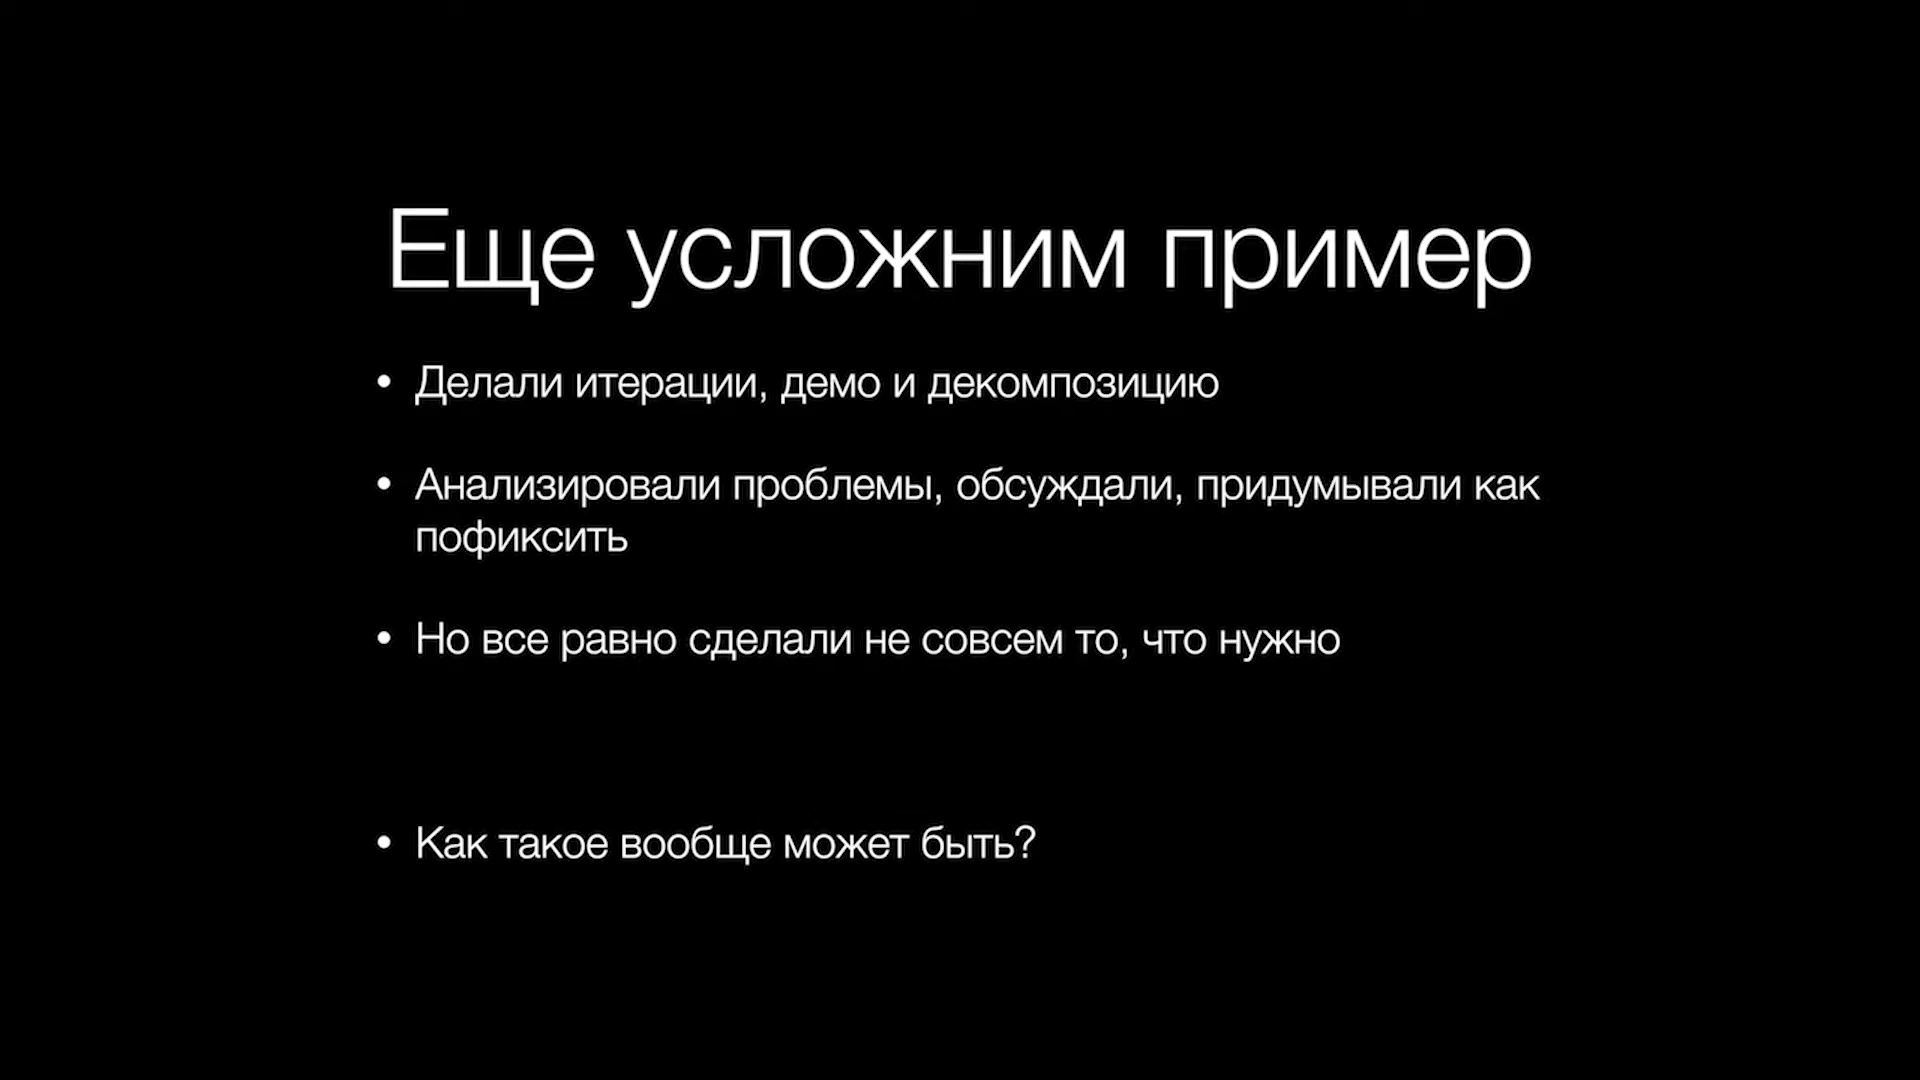 Еще усложним пример
• Делали итерации, демо и декомпозицию
• Анализировали проблемы, обсуждали, придумывали как
пофиксить
• Но все равно сделали не совсем то, что нужно
• Как такое вообще может быть?